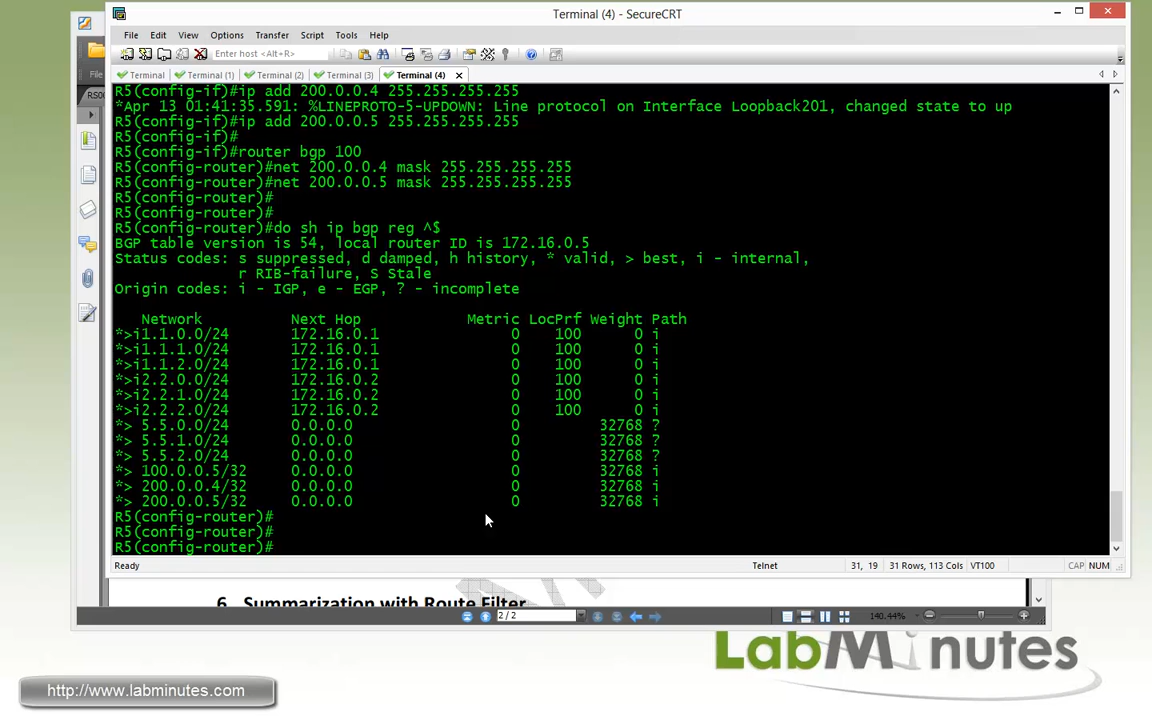 Terminal (4) - SecureCRT
File Edit View Options Transfer Script Tools Help
Enter host <Alt+R>
Terminal Terminal (1) Terminal (2) Terminal (3) Terminal (4)
File
RS00
R5(config-if)#ip add 200.0.0.4 255.255.255.255
*Apr 13 01:41:35.591: %LINEPROTO-5-UPDOWN: Line protocol on Interface Loopback201, changed state to up
R5(config-if)#ip add 200.0.0.5 255.255.255.255
R5(config-if)#
R5(config-if)#router bgp 100
R5(config-router)#net 200.0.0.4 mask 255.255.255.255
R5(config-router)#net 200.0.0.5 mask 255.255.255.255
R5(config-router)#
R5(config-router)#
R5(config-router)#do sh ip bgp reg ^$
BGP table version is 54, local router ID is 172.16.0.5
Status codes: s suppressed, d damped, h history, * valid, > best, i - internal,
r RIB-failure, S Stale
Origin codes: i - IGP, e - EGP, ? - incomplete
Network Next Hop Metric LocPrf Weight Path
*>i1.1.0.0/24 172.16.0.1 0 100 0 i
*>i1.1.1.0/24 172.16.0.1 0 100 0 i
*>i1.1.2.0/24 172.16.0.1 0 100 0 i
*>i2.2.0.0/24 172.16.0.2 0 100 0 i
*>i2.2.1.0/24 172.16.0.2 0 100 0 i
*>i2.2.2.0/24 172.16.0.2 0 100 0 i
*> 5.5.0.0/24 0.0.0.0 0 32768 ?
*> 5.5.1.0/24 0.0.0.0 0 32768 ?
*> 5.5.2.0/24 0.0.0.0 0 32768 ?
*> 100.0.0.5/32 0.0.0.0 0 32768 i
*> 200.0.0.4/32 0.0.0.0 0 32768 i
*> 200.0.0.5/32 0.0.0.0 0 32768 i
R5(config-router)#
R5(config-router)#
R5(config-router)#
Ready Telnet 31, 19 31 Rows, 113 Cols VT100 CAP NUM
6. Summarization with Route Filter
2 / 2 140.44%
LabMinutes
http://www.labminutes.com